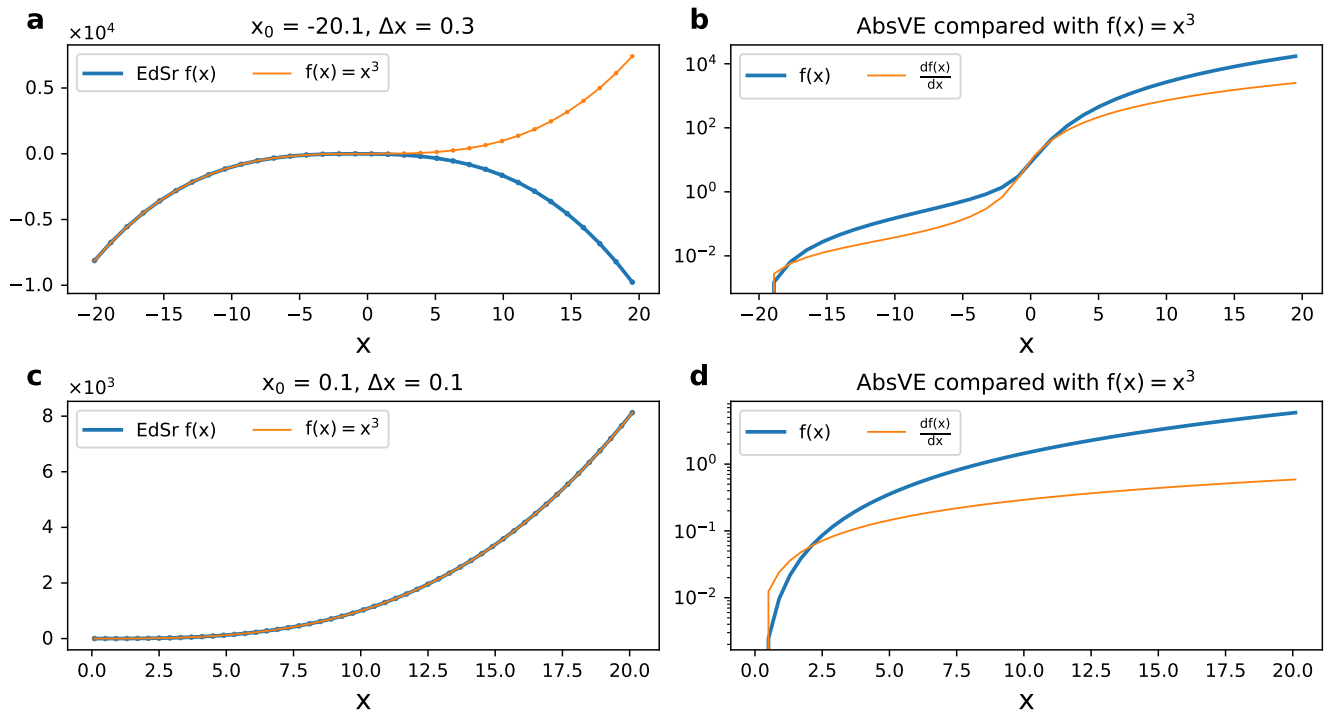 a
x₀ = -20.1, Δx = 0.3
×10⁴
EdSr f(x)
f(x) = x³
0.5
0.0
−0.5
−1.0
−20 −15 −10 −5 0 5 10 15 20
x
b
AbsVE compared with f(x) = x³
f(x)
df(x)
dx
10⁴
10²
10⁰
10⁻²
−20 −15 −10 −5 0 5 10 15 20
x
c
x₀ = 0.1, Δx = 0.1
×10³
EdSr f(x)
f(x) = x³
8
6
4
2
0
0.0 2.5 5.0 7.5 10.0 12.5 15.0 17.5 20.0
x
d
AbsVE compared with f(x) = x³
f(x)
df(x)
dx
10⁰
10⁻¹
10⁻²
0.0 2.5 5.0 7.5 10.0 12.5 15.0 17.5 20.0
x